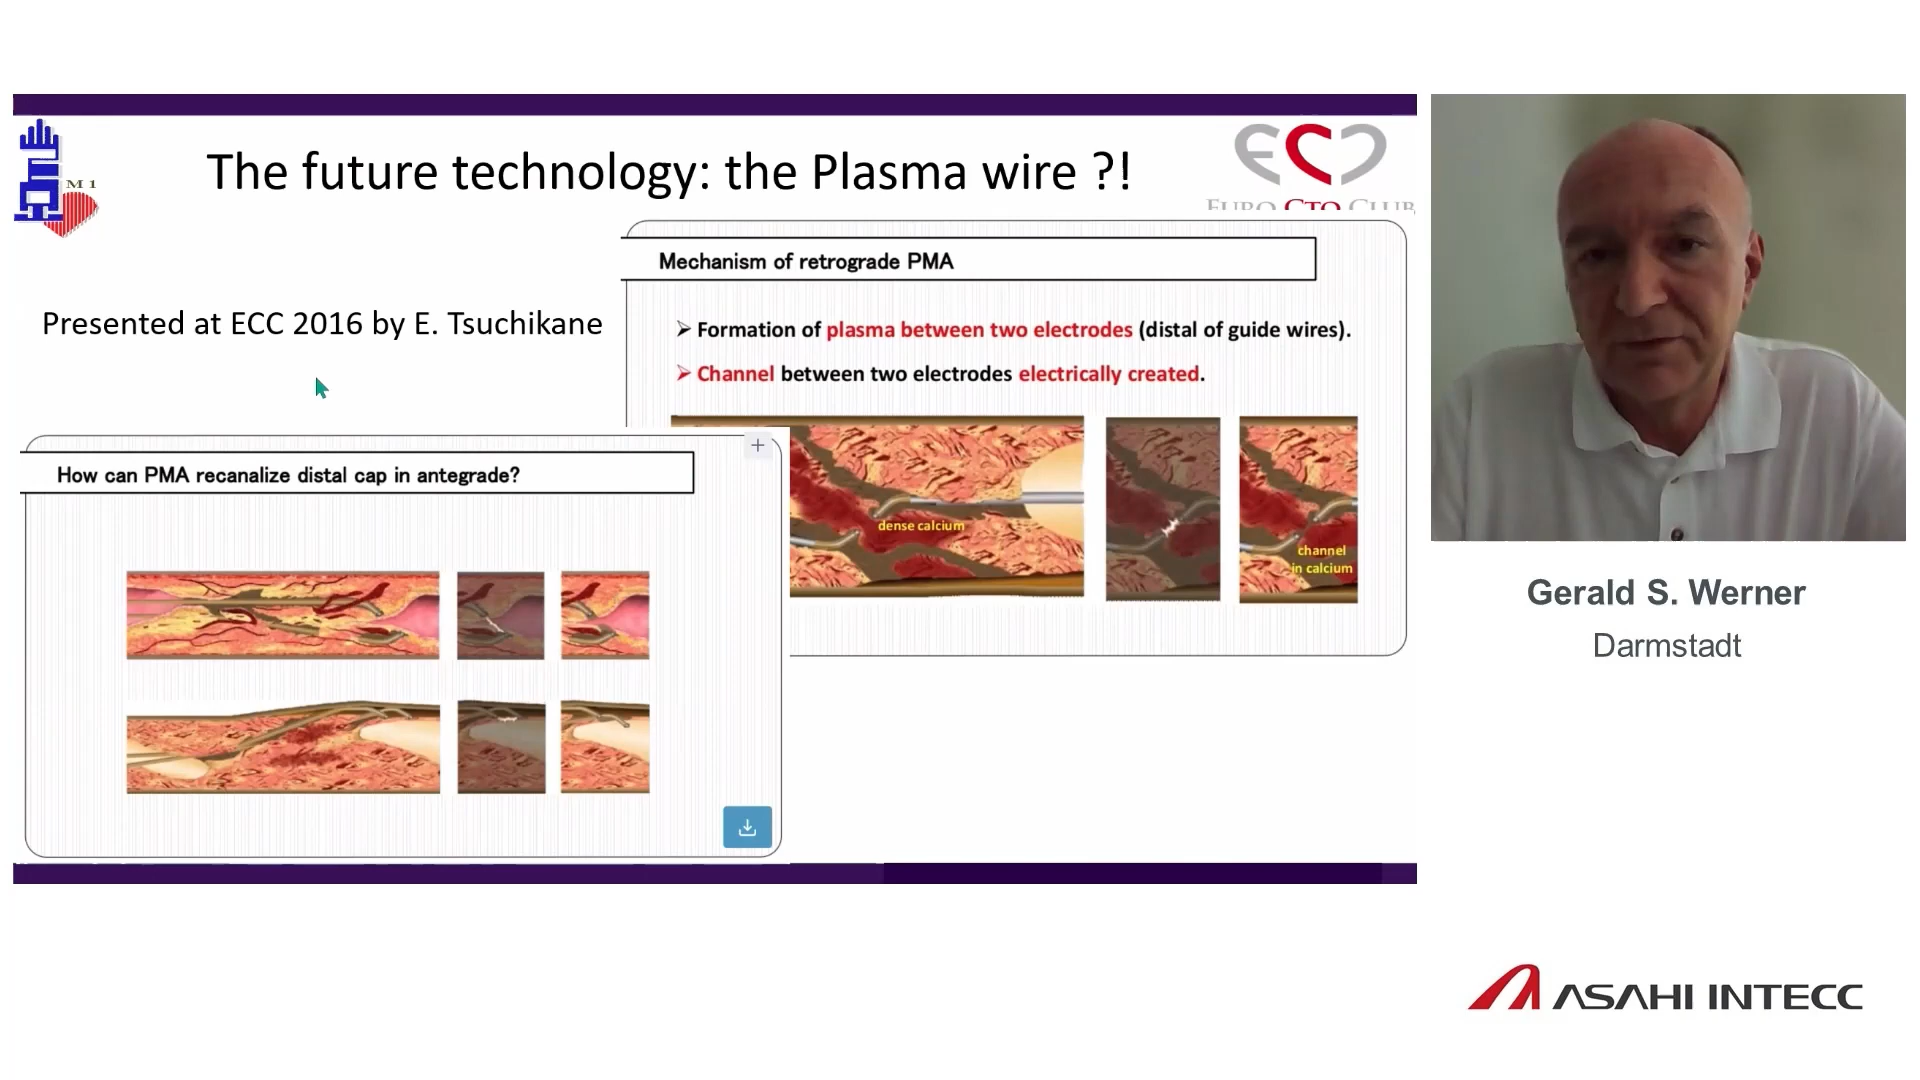 The future technology: the Plasma wire ?!
M 1
EURO CTO CLUB
Presented at ECC 2016 by E. Tsuchikane
Mechanism of retrograde PMA
➢ Formation of plasma between two electrodes (distal of guide wires).
➢ Channel between two electrodes electrically created.
dense calcium
channel
in calcium
How can PMA recanalize distal cap in antegrade?
Gerald S. Werner
Darmstadt
ASAHI INTECC